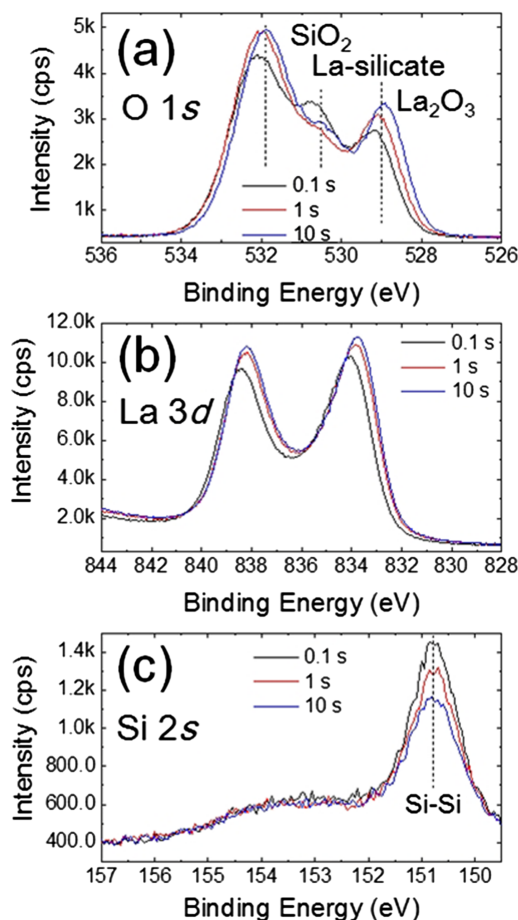 (a)
O 1s
SiO2
La-silicate
La2O3
0.1 s
1 s
10 s
5k
4k
3k
2k
1k
Intensity (cps)
536 534 532 530 528 526
Binding Energy (eV)
(b)
La 3d
0.1 s
1 s
10 s
12.0k
10.0k
8.0k
6.0k
4.0k
2.0k
Intensity (cps)
844 842 840 838 836 834 832 830 828
Binding Energy (eV)
(c)
Si 2s
0.1 s
1 s
10 s
Si-Si
1.4k
1.2k
1.0k
800.0
600.0
400.0
Intensity (cps)
157 156 155 154 153 152 151 150
Binding Energy (eV)